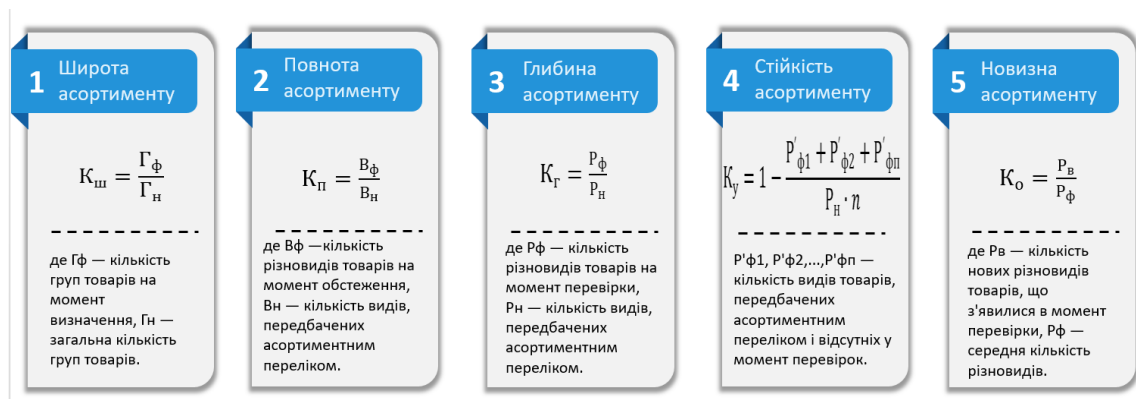 1
Широта
асортименту
Кш = Гф/Гн
де Гф — кількість
груп товарів на
момент
визначення, Гн —
загальна кількість
груп товарів.
2
Повнота
асортименту
Кп = Вф/Вн
де Вф —кількість
різновидів товарів на
момент обстеження,
Вн — кількість видів,
передбачених
асортиментним
переліком.
3
Глибина
асортименту
Кг = Рф/Рн
де Рф — кількість
різновидів товарів на
момент перевірки,
Рн — кількість видів,
передбачених
асортиментним
переліком.
4
Стійкість
асортименту
Ку = 1 − (Р'ф1 + Р'ф2 + Р'фп)/(Рн · n)
Р'ф1, Р'ф2,...,Р'фп —
кількість видів товарів,
передбачених
асортиментним
переліком і відсутніх у
момент перевірок.
5
Новизна
асортименту
Ко = Рв/Рф
де Рв — кількість
нових різновидів
товарів, що
з'явилися в момент
перевірки, Рф —
середня кількість
різновидів.